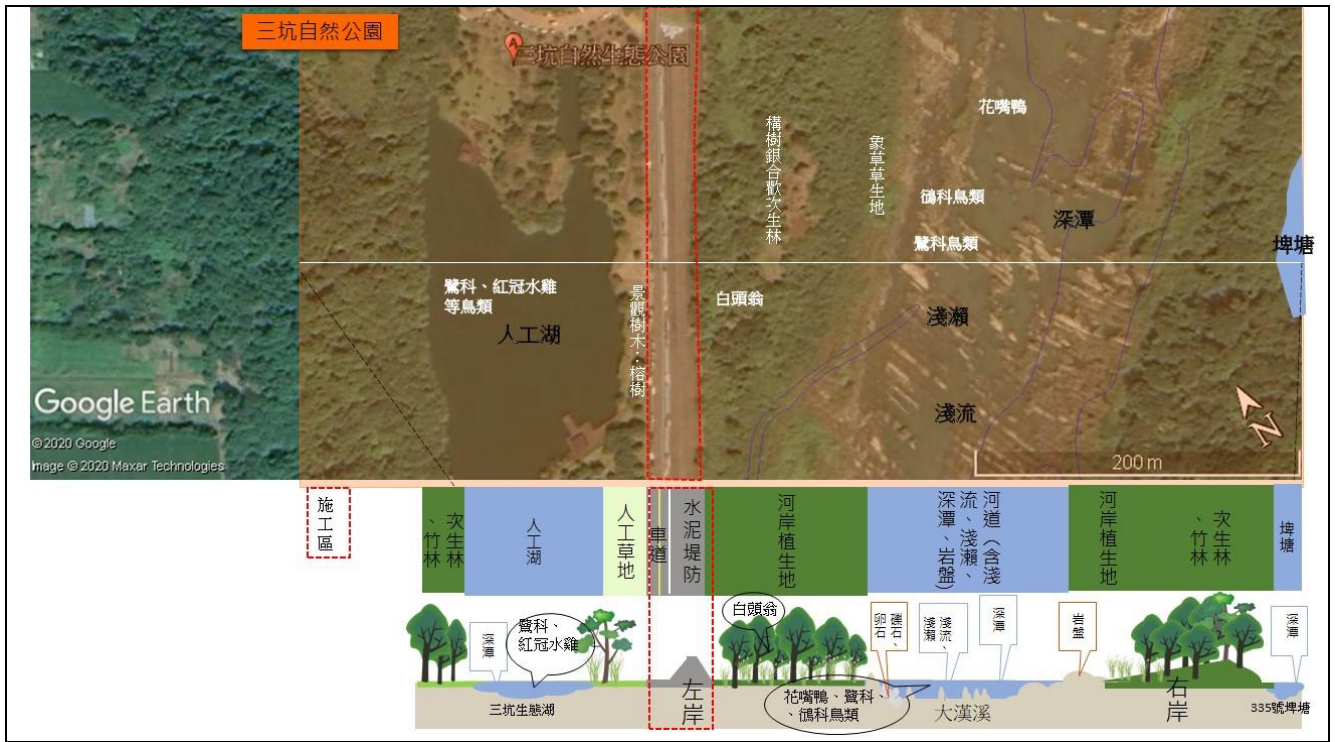 三坑自然公園
三坑自然生態公園
花嘴鴨
構樹銀合歡次生林
象草草生地
鴴科鳥類
鷺科鳥類
深潭
埤塘
鷺科、紅冠水雞
等鳥類
人工湖
景觀樹木：榕樹
白頭翁
淺瀨
淺流
Google Earth
©2020 Google
Image © 2020 Maxar Technologies
N
200 m
施工區
次生林
、竹林
人工湖
人工草地
車道
水泥堤防
河岸植生地
河道（含淺
流、淺瀨、
深潭、岩盤）
河岸植生地
次生林
、竹林
埤塘
深潭
鷺科、
紅冠水雞
白頭翁
礫石、
卵石
淺流、
淺瀨
深潭
岩盤
深潭
三坑生態湖
左岸
花嘴鴨、鷺科、
、鴴科鳥類
大漢溪
右岸
335號埤塘